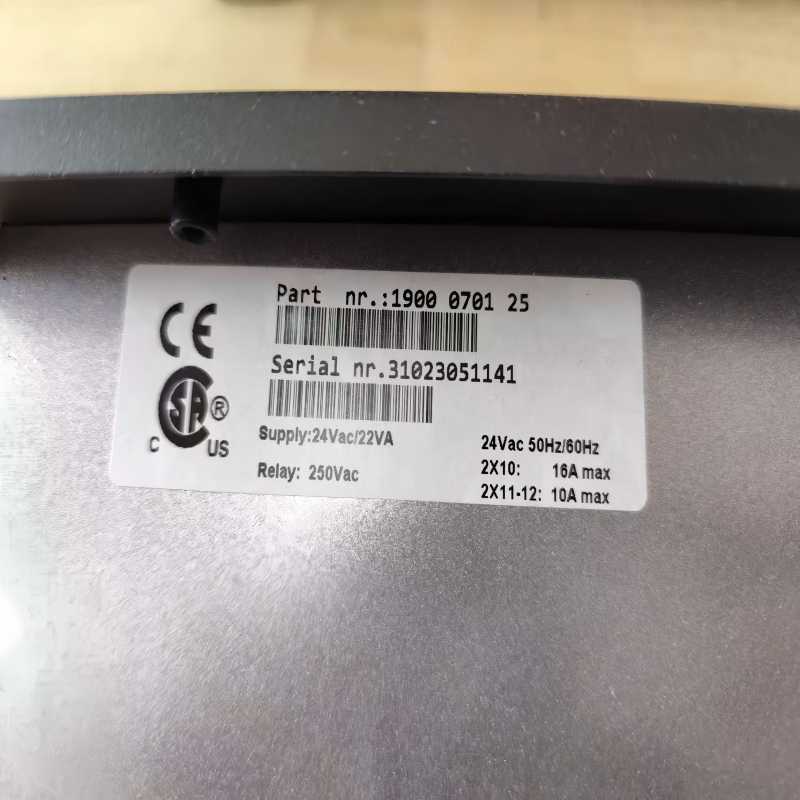 Part nr.:1900 0701 25
Serial nr.31023051141
CE
SA®
C US
Supply:24Vac/22VA
24Vac 50Hz/60Hz
Relay: 250Vac
2X10: 16A max
2X11-12: 10A max